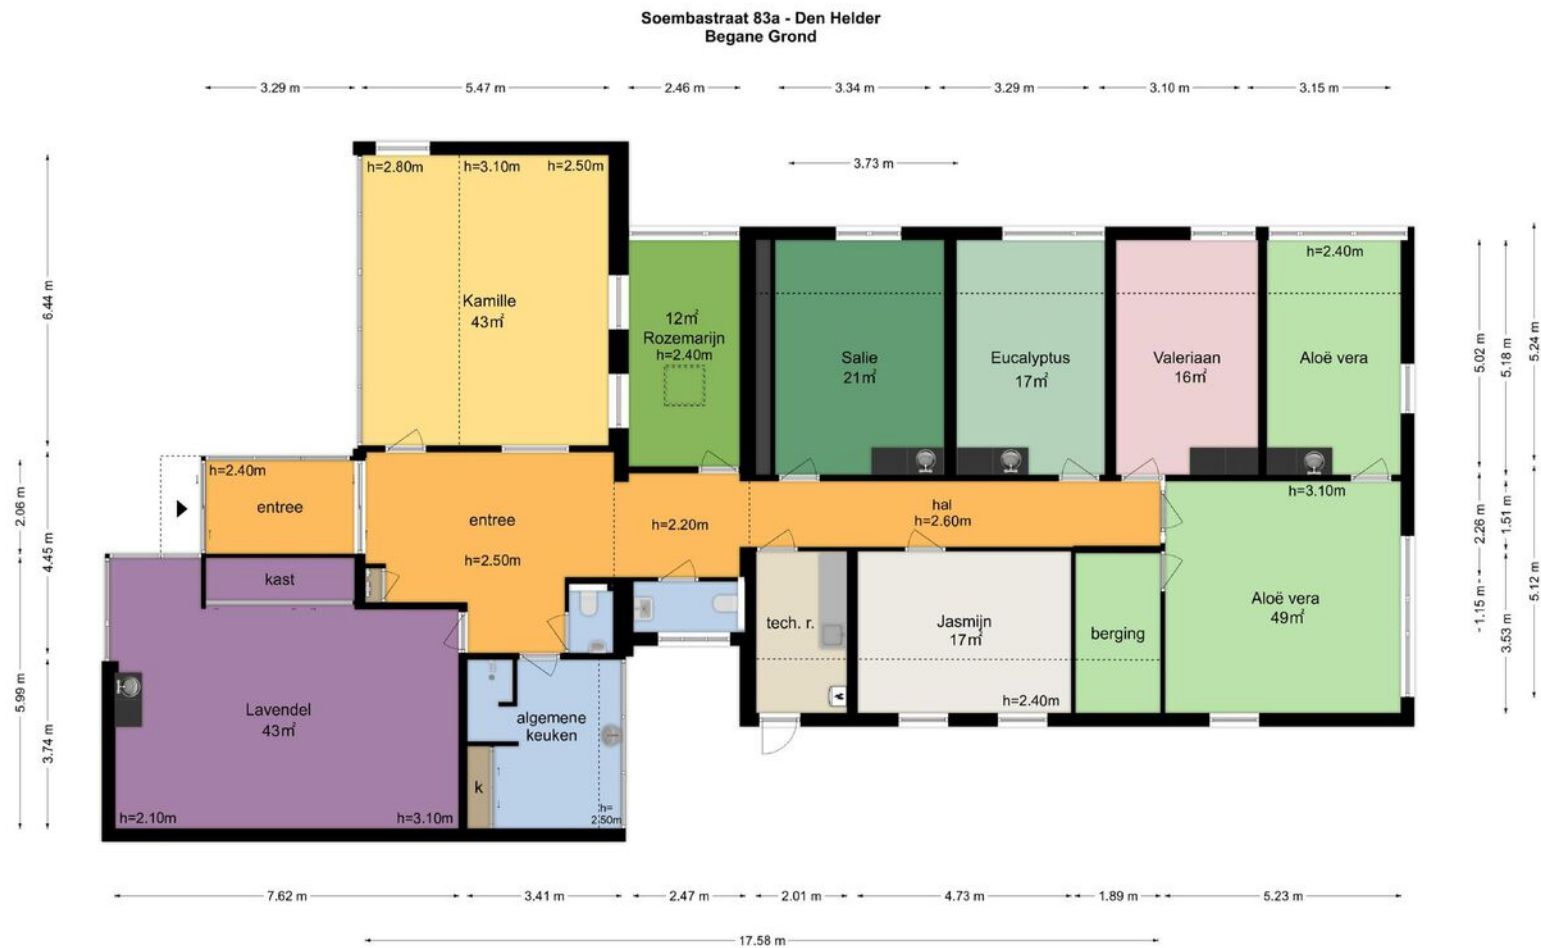 Soembastraat 83a - Den Helder
Begane Grond
3.29 m
5.47 m
2.46 m
3.34 m
3.29 m
3.10 m
3.15 m
3.73 m
h=2.80m
h=3.10m
h=2.50m
h=2.40m
Kamille
43m²
12m²
Rozemarijn
h=2.40m
Salie
21m²
Eucalyptus
17m²
Valeriaan
16m²
Aloë vera
6.44 m
5.02 m
5.18 m
5.24 m
h=2.40m
entree
entree
h=2.50m
h=2.20m
hal
h=2.60m
h=3.10m
2.06 m
4.45 m
2.26 m
1.51 m
kast
tech. r.
Jasmijn
17m²
h=2.40m
berging
Aloë vera
49m²
1.15 m
3.53 m
5.12 m
Lavendel
43m²
h=2.10m
h=3.10m
algemene
keuken
k
h=
2.50m
5.99 m
3.74 m
7.62 m
3.41 m
2.47 m
2.01 m
4.73 m
1.89 m
5.23 m
17.58 m